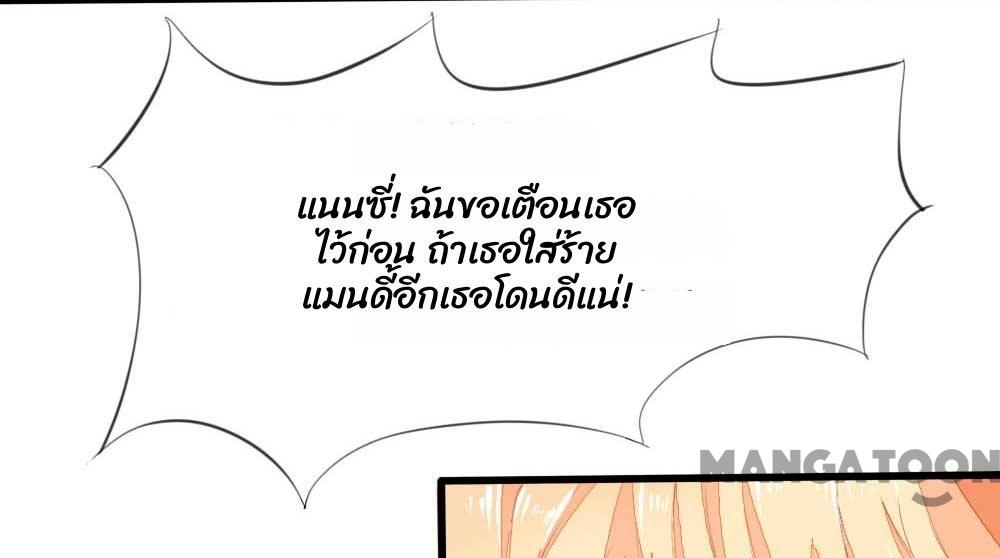 แนนซี่! ฉันขอเตือนเธอ
ไว้ก่อน ถ้าเธอใส่ร้าย
แมนดี้อีกเธอโดนดีแน่!
MANGATOON